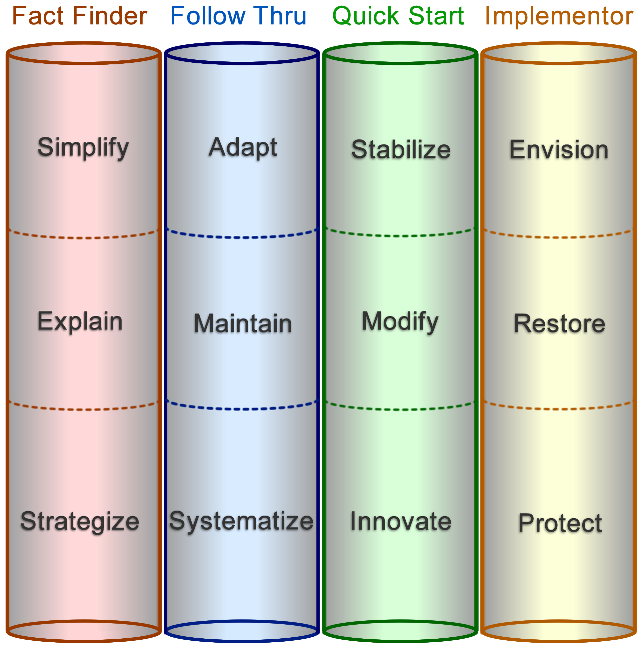 Fact Finder Follow Thru Quick Start Implementor
Simplify Adapt Stabilize Envision
Explain Maintain Modify Restore
Strategize Systematize Innovate Protect